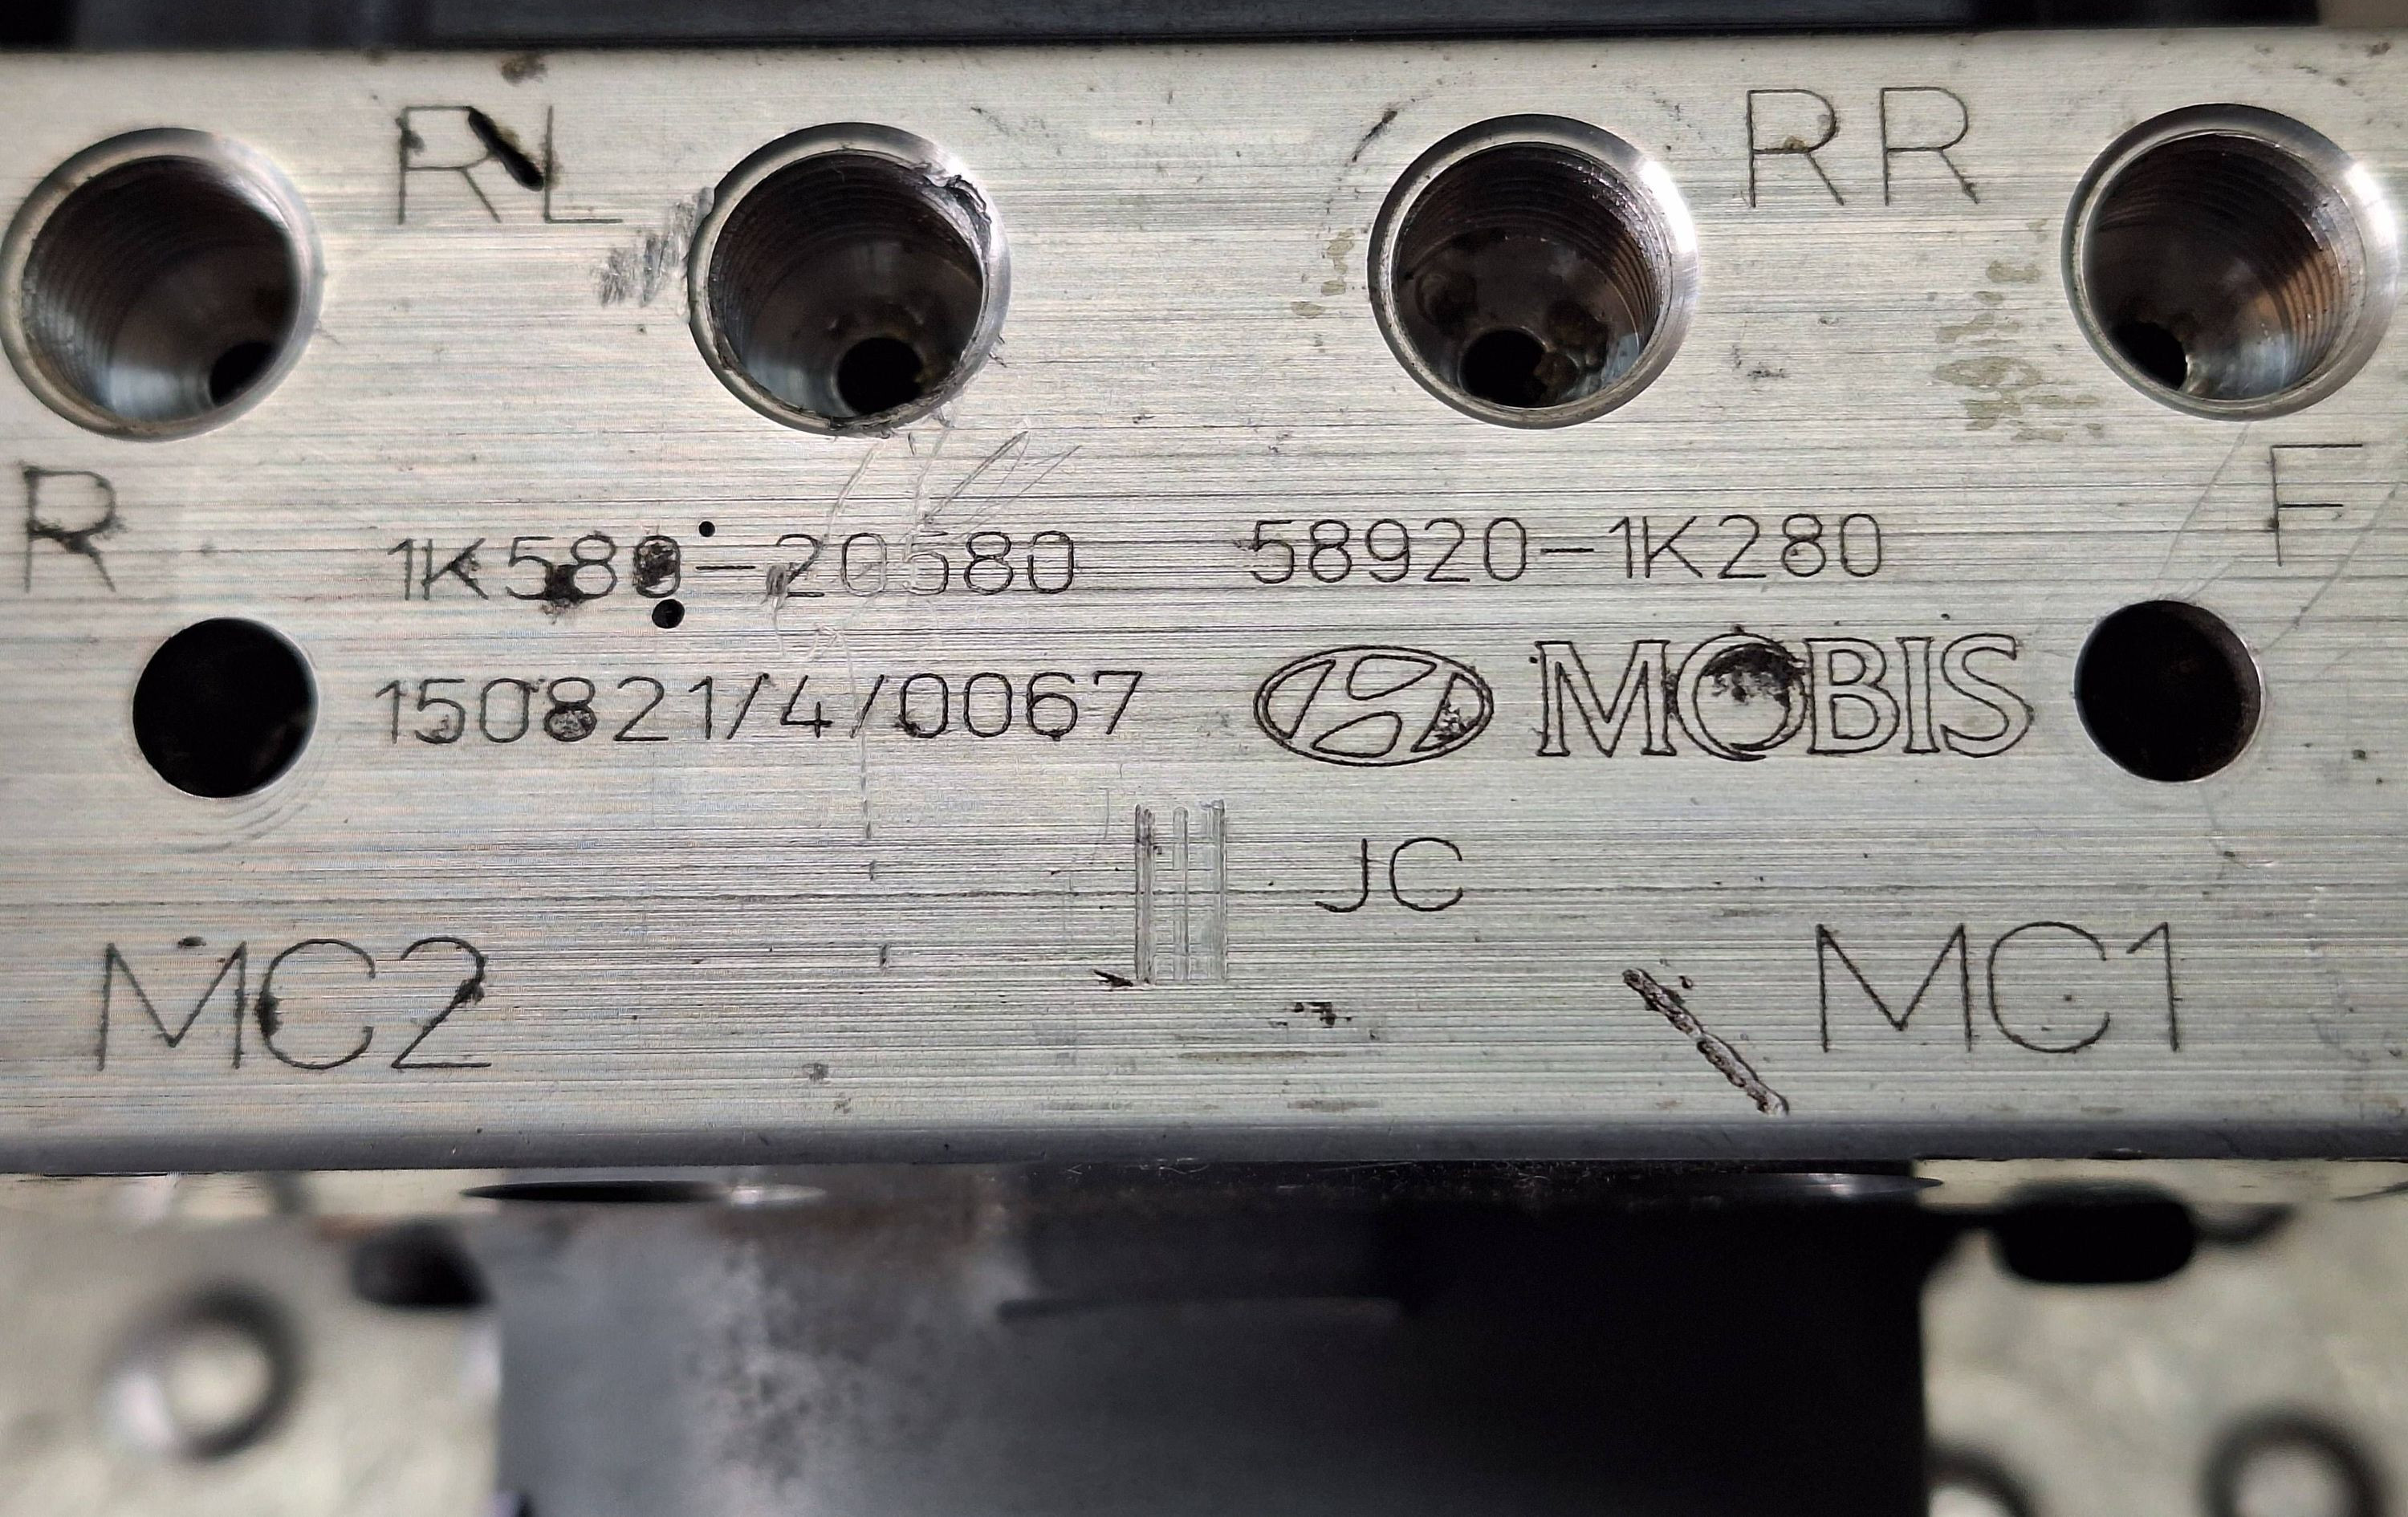 RL RR
R F
1K580-20580 58920-1K280
150821/4/0067 MOBIS
JC
MC2 MC1